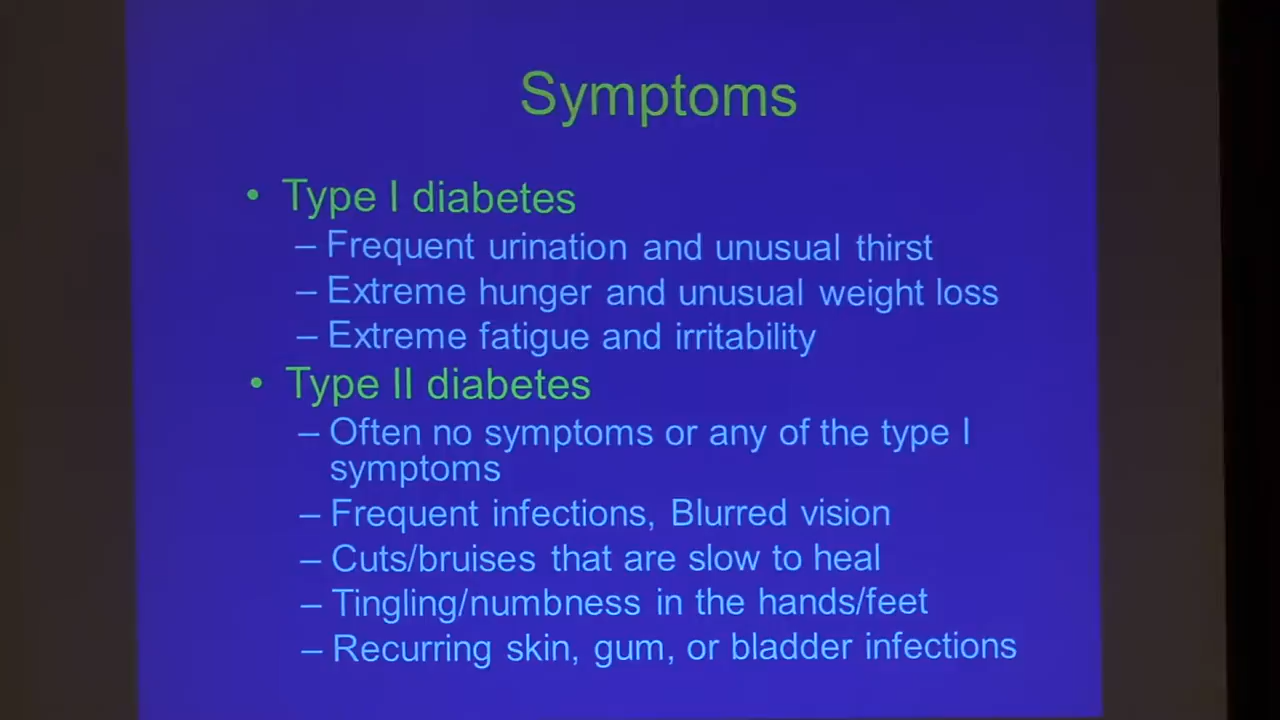 Symptoms
• Type I diabetes
– Frequent urination and unusual thirst
– Extreme hunger and unusual weight loss
– Extreme fatigue and irritability
• Type II diabetes
– Often no symptoms or any of the type I
symptoms
– Frequent infections, Blurred vision
– Cuts/bruises that are slow to heal
– Tingling/numbness in the hands/feet
– Recurring skin, gum, or bladder infections